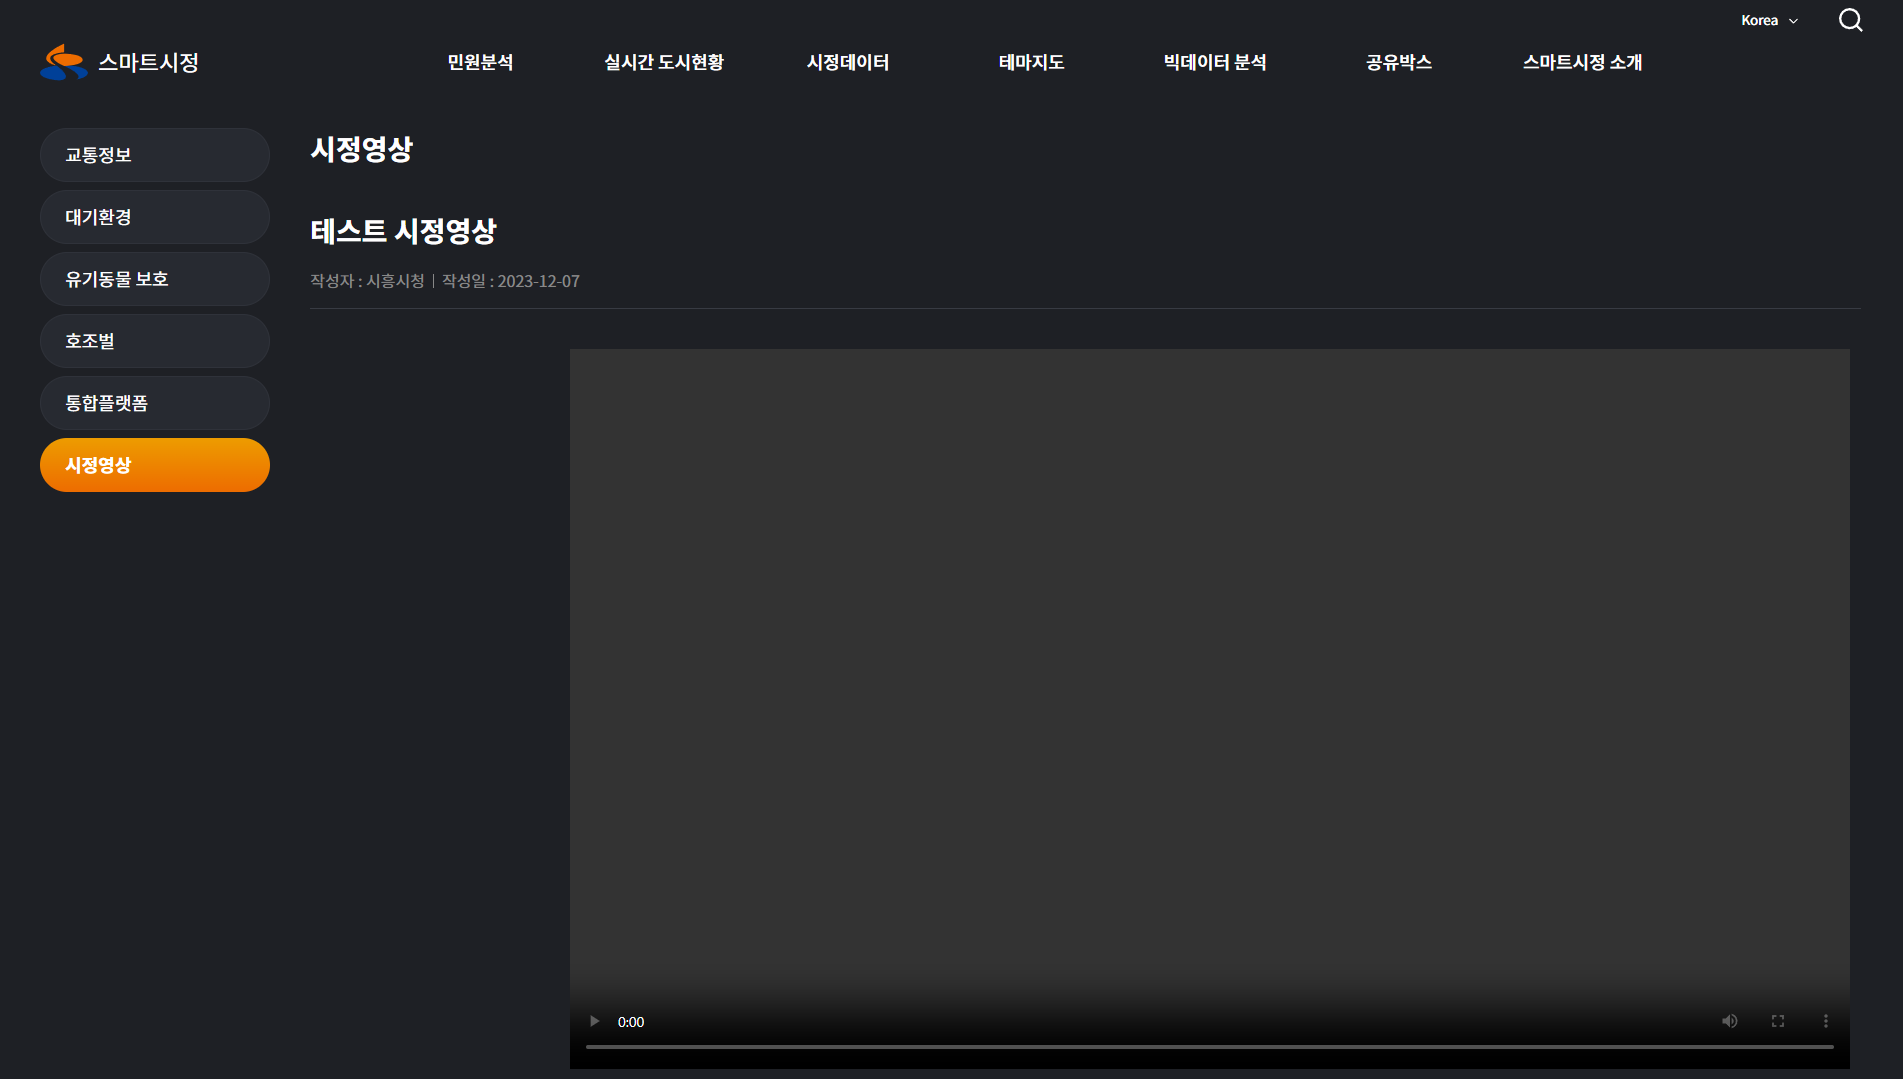 Korea
스마트시정
민원분석
실시간 도시현황
시정데이터
테마지도
빅데이터 분석
공유박스
스마트시정 소개
교통정보
대기환경
유기동물 보호
호조벌
통합플랫폼
시정영상
시정영상
테스트 시정영상
작성자 : 시흥시청 | 작성일 : 2023-12-07
0:00